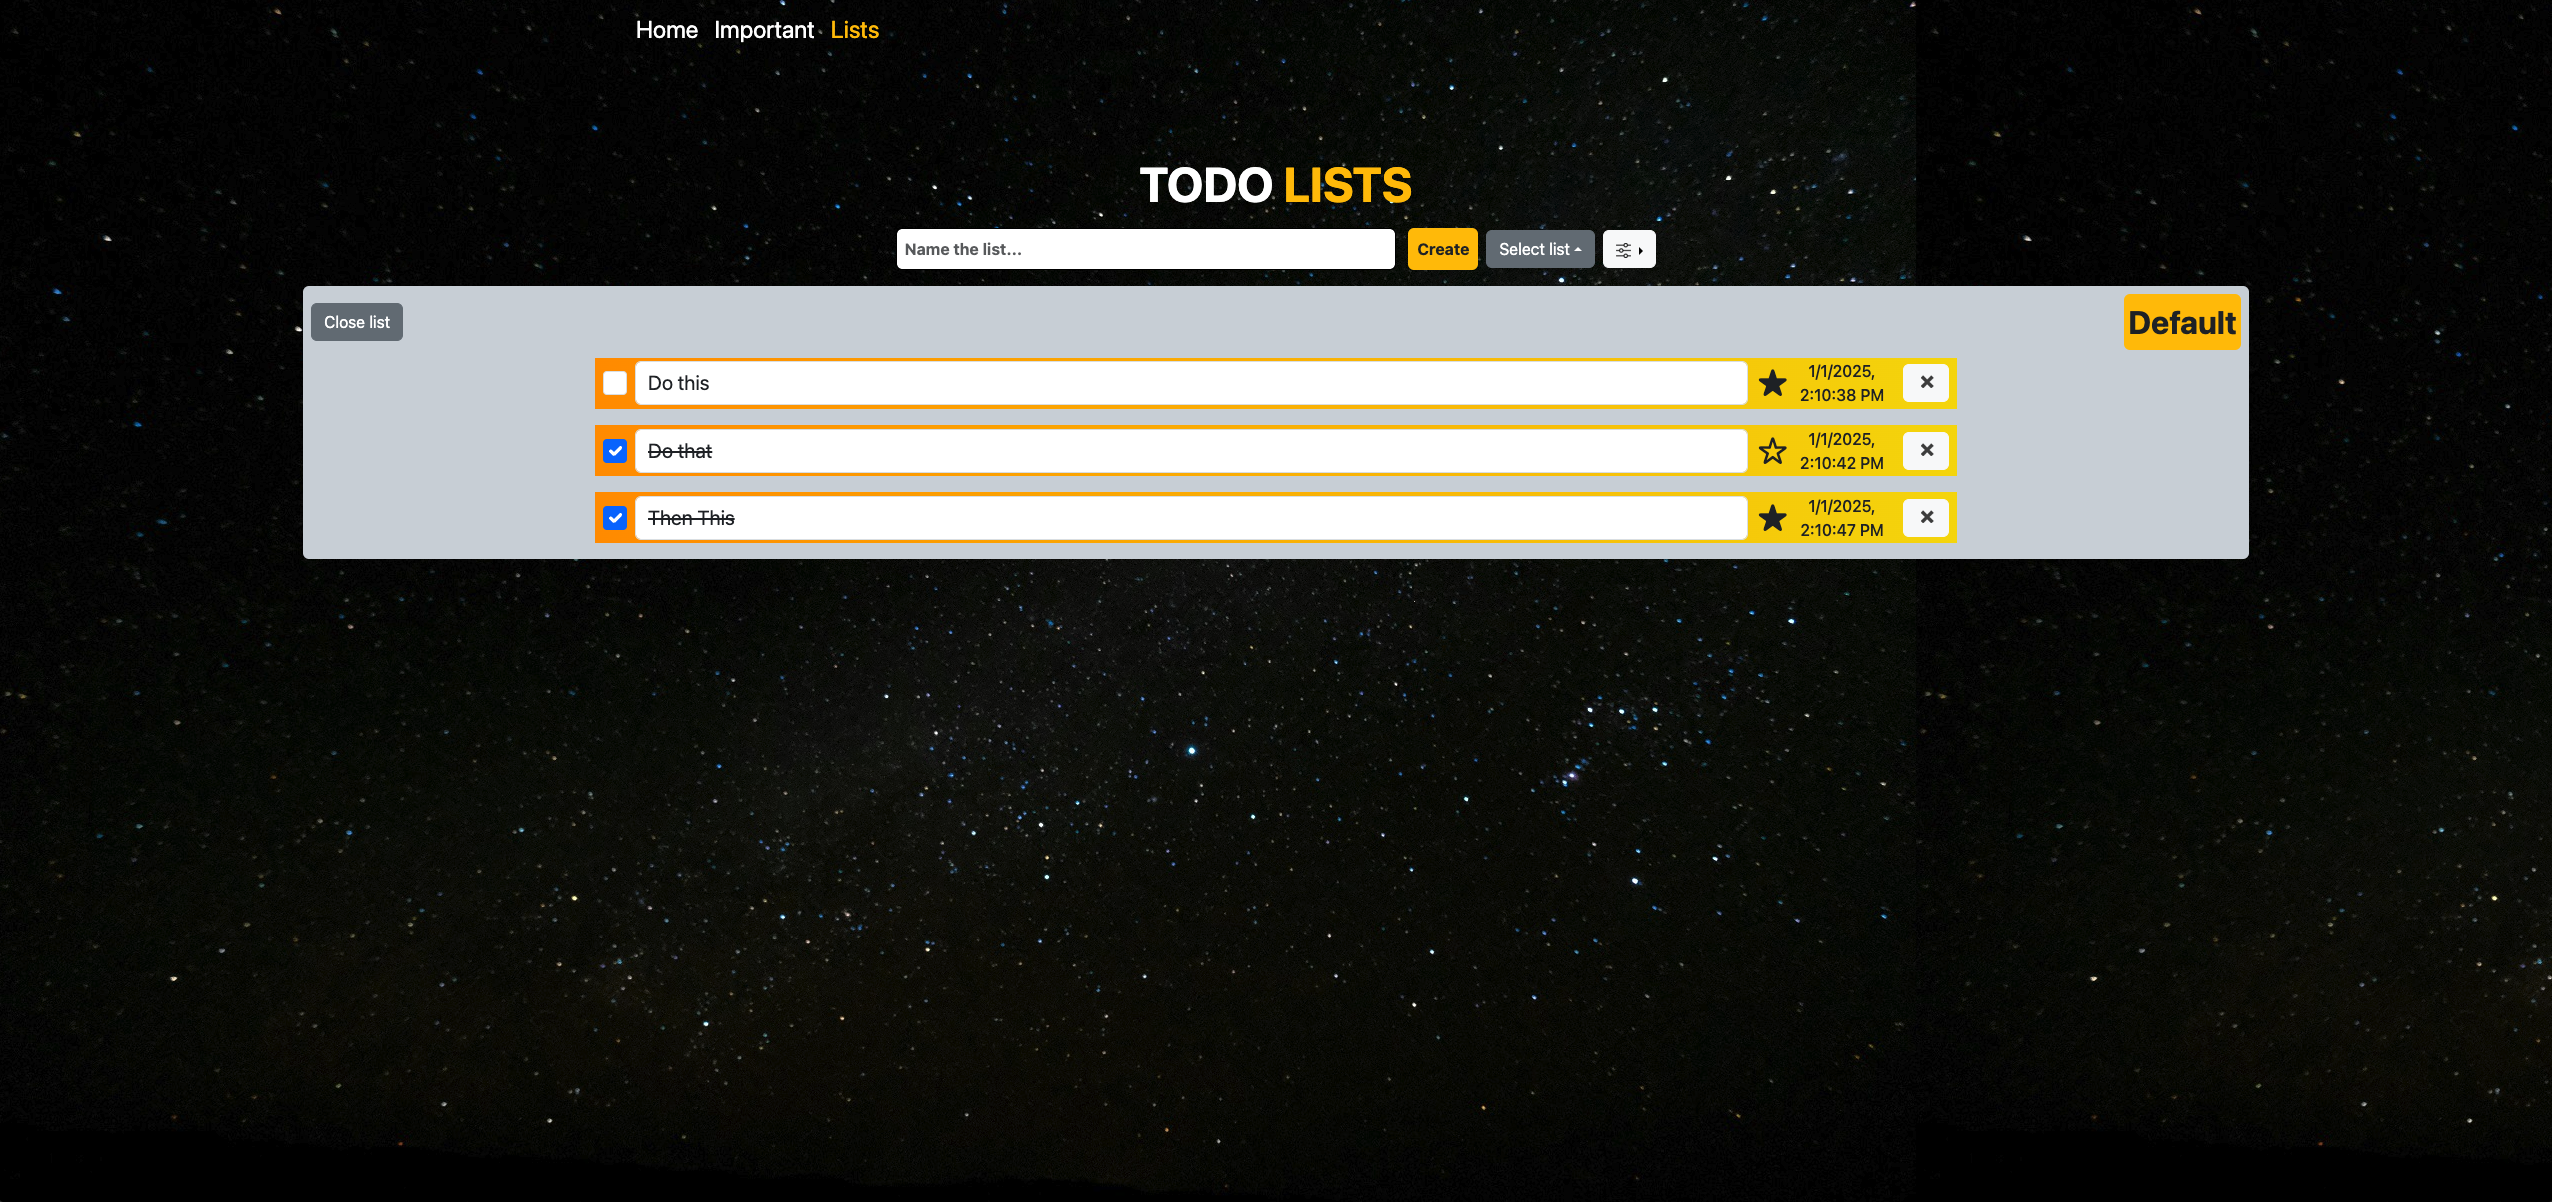 Home Important Lists
TODO LISTS
Name the list...
Create
Select list
Close list
Default
Do this
1/1/2025,
2:10:38 PM
Do that
1/1/2025,
2:10:42 PM
Then This
1/1/2025,
2:10:47 PM